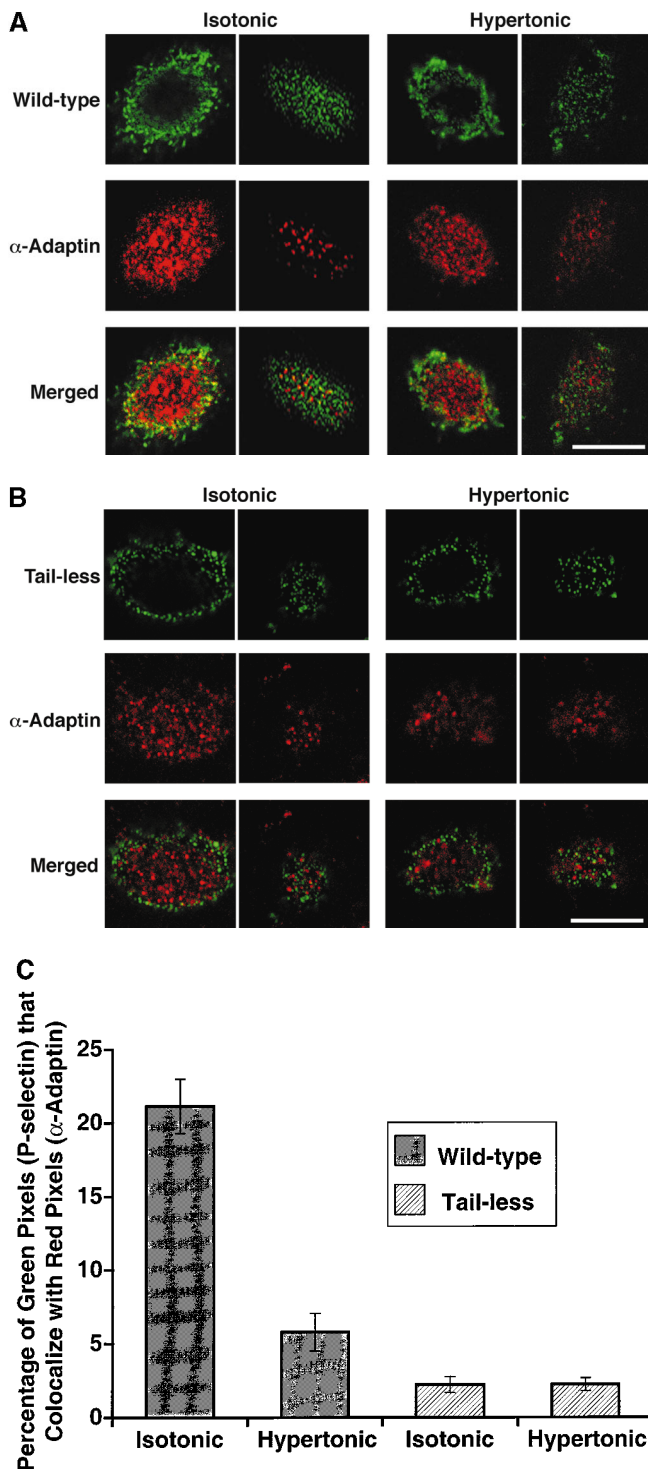 A
Isotonic Hypertonic
Wild-type
α-Adaptin
Merged
B
Isotonic Hypertonic
Tail-less
α-Adaptin
Merged
C
Percentage of Green Pixels (P-selectin) that
Colocalize with Red Pixels (α-Adaptin)
25
20
15
10
5
0
Wild-type
Tail-less
Isotonic Hypertonic Isotonic Hypertonic